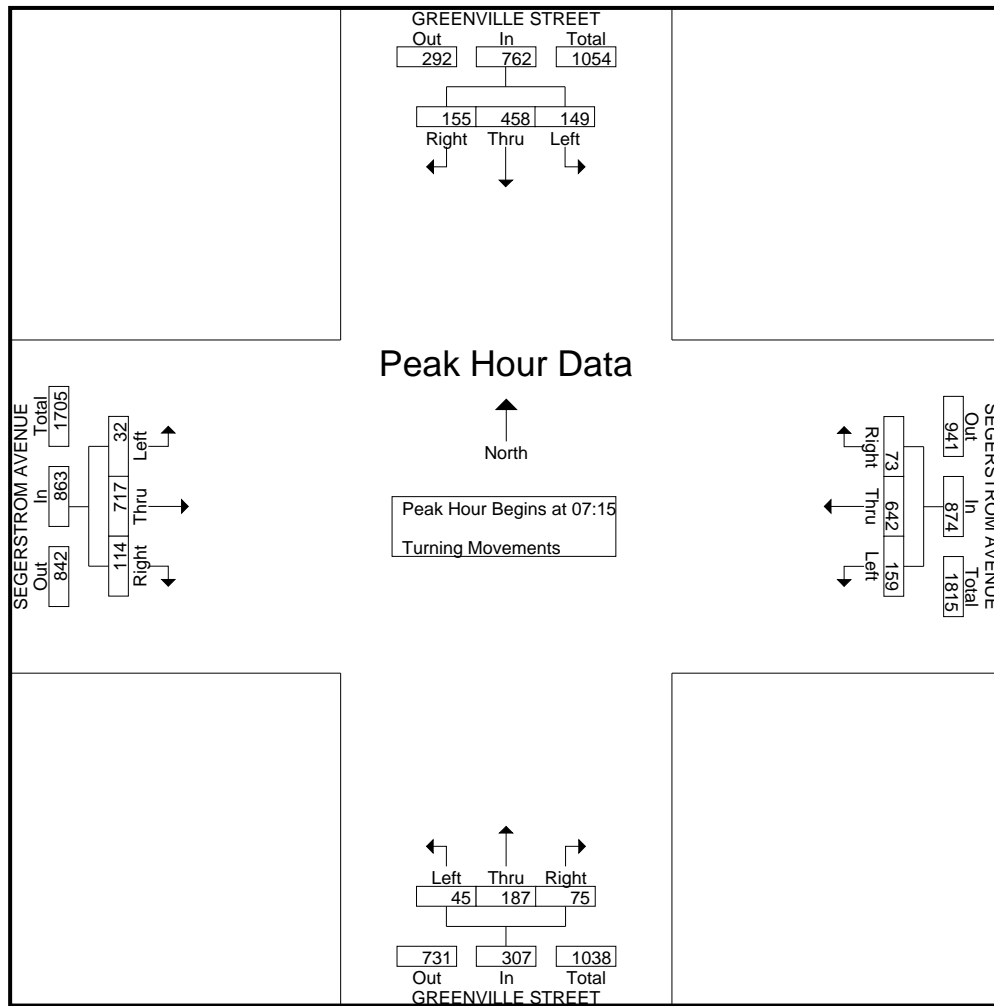 GREENVILLE STREET
Out In Total
292 762 1054
155 458 149
Right Thru Left
Peak Hour Data
North
Peak Hour Begins at 07:15
Turning Movements
SEGERSTROM AVENUE
Total In Out
1705 863 842
32 717 114
Left Thru Right
SEGERSTROM AVENUE
Out In Total
941 874 1815
73 642 159
Right Thru Left
Left Thru Right
45 187 75
731 307 1038
Out In Total
GREENVILLE STREET